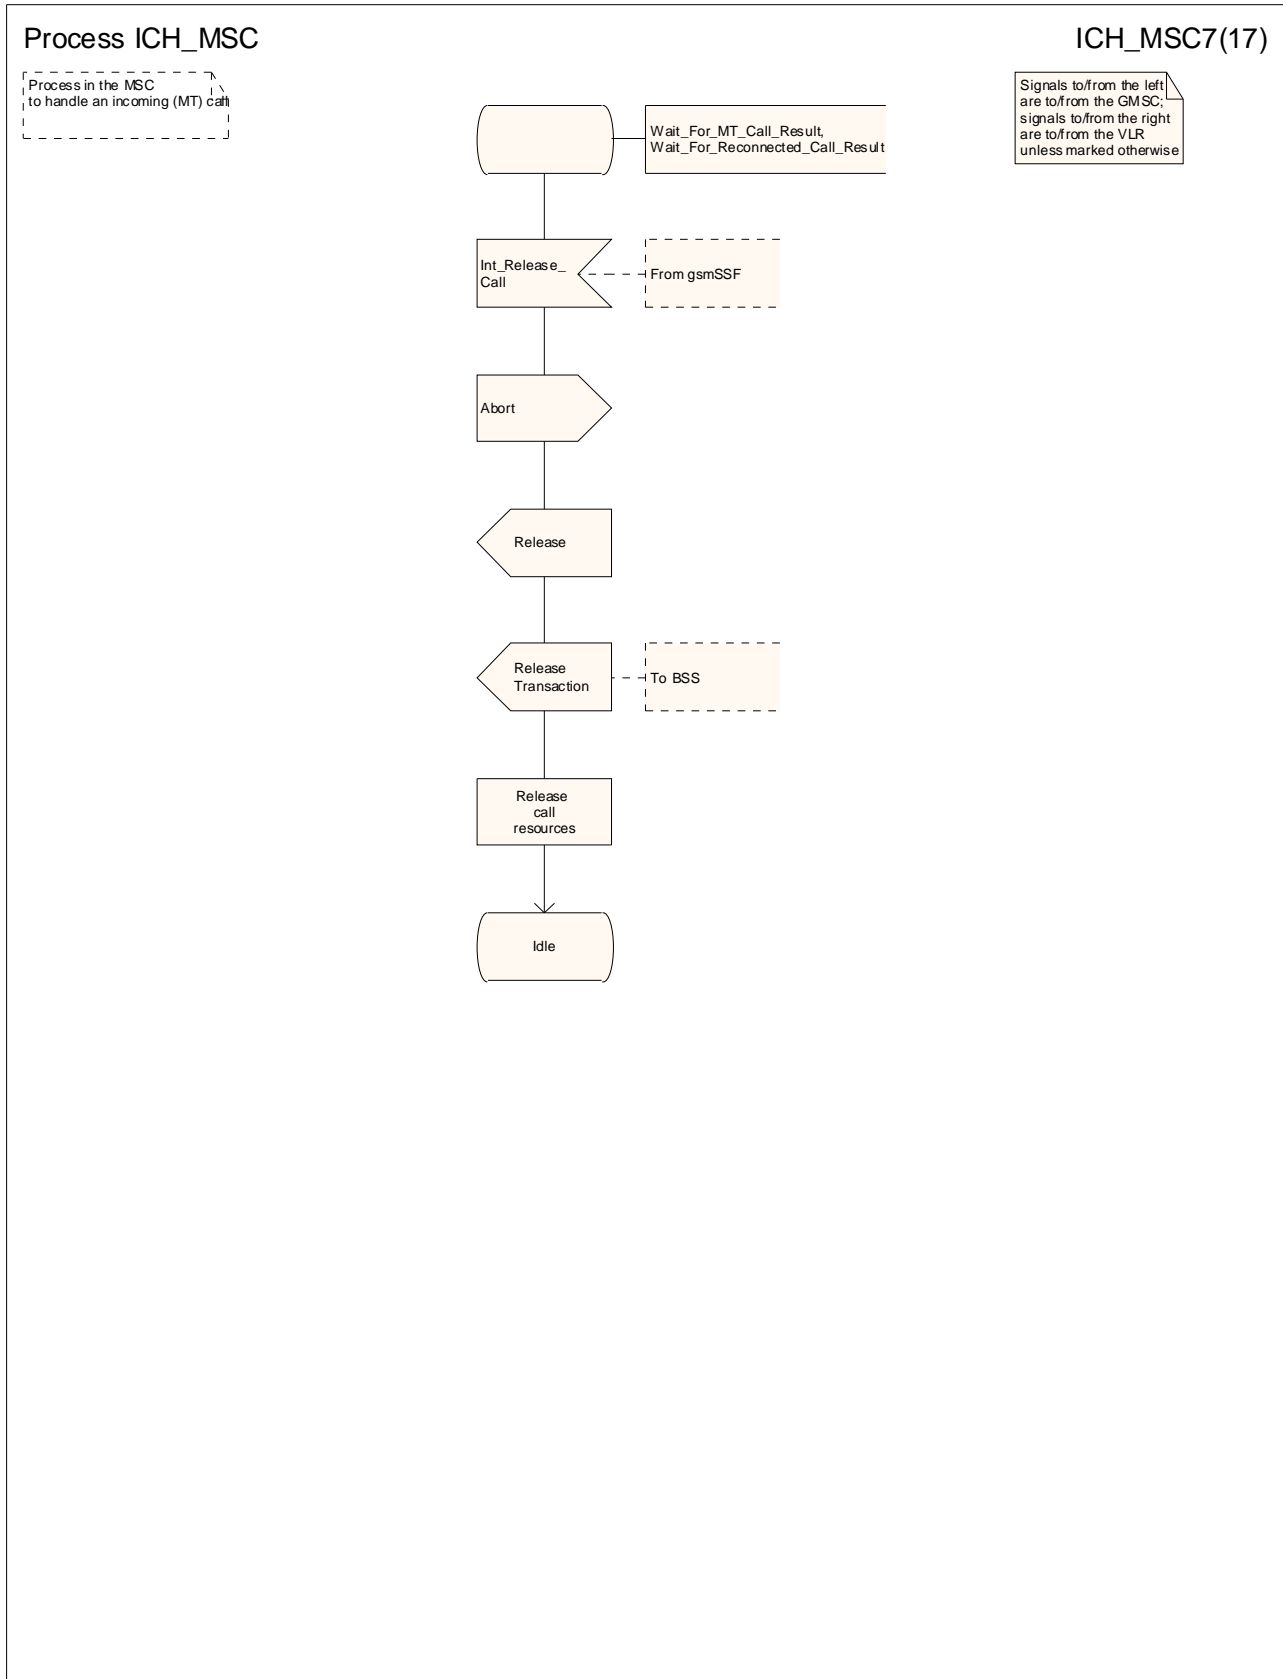 Process ICH_MSC
ICH_MSC7(17)
Process in the MSC
to handle an incoming (MT) call
Signals to/from the left
are to/from the GMSC;
signals to/from the right
are to/from the VLR
unless marked otherwise
Wait_For_MT_Call_Result,
Wait_For_Reconnected_Call_Result
Int_Release_
Call
From gsmSSF
Abort
Release
Release
Transaction
To BSS
Release
call
resources
Idle